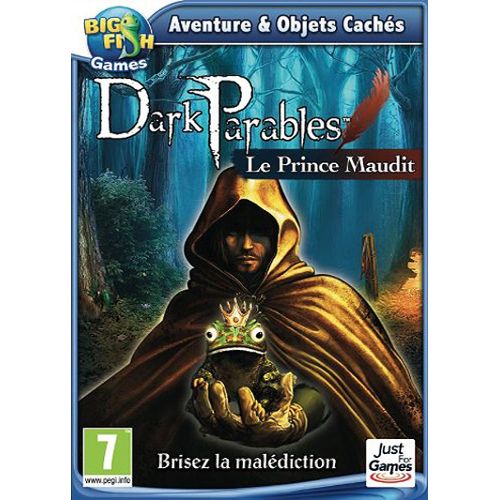 BIG FISH Games
Aventure & Objets Cachés
Dark Parables™
Le Prince Maudit
7
www.pegi.info
Brisez la malédiction
Just
For
Games